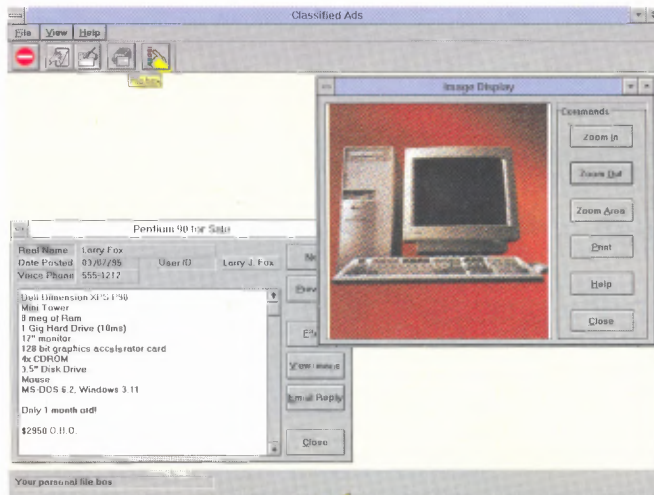 Classified Ads
File View Help
Image Display
Commands
Zoom In
Zoom Out
Zoom Area
Print
Help
Close
Pentium 90 for Sale
Real Name Larry Fox
Date Posted 03/07/95 User ID Larry J. Fox
Voice Phone 555-1212
Dell Dimension XPS P90
Mini Tower
8 meg of Ram
1 Gig Hard Drive (10ms)
17" monitor
128 bit graphics accelerator card
4x CDROM
3.5" Disk Drive
Mouse
MS-DOS 6.2, Windows 3.11
Only 1 month old!
$2950 O.B.O.
View Image
Email Reply
Close
Your personal file box